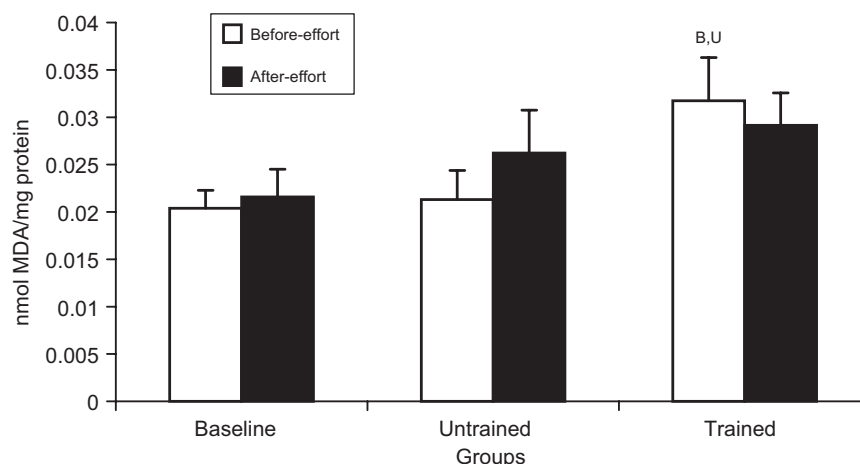 0.04
0.035
0.03
0.025
0.02
0.015
0.01
0.005
0
nmol MDA/mg protein
Before-effort
After-effort
B,U
Baseline Untrained Trained
Groups